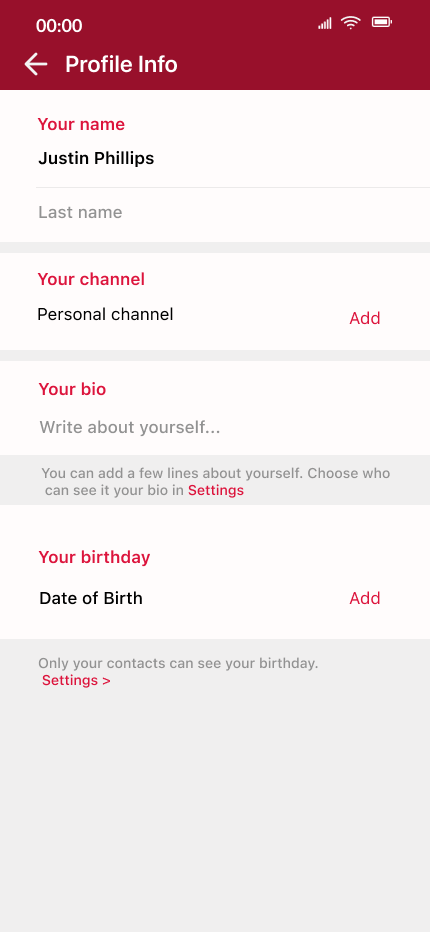 00:00
Profile Info
Your name
Justin Phillips
Last name
Your channel
Personal channel
Add
Your bio
Write about yourself...
You can add a few lines about yourself. Choose who
can see it your bio in Settings
Your birthday
Date of Birth
Add
Only your contacts can see your birthday.
Settings >